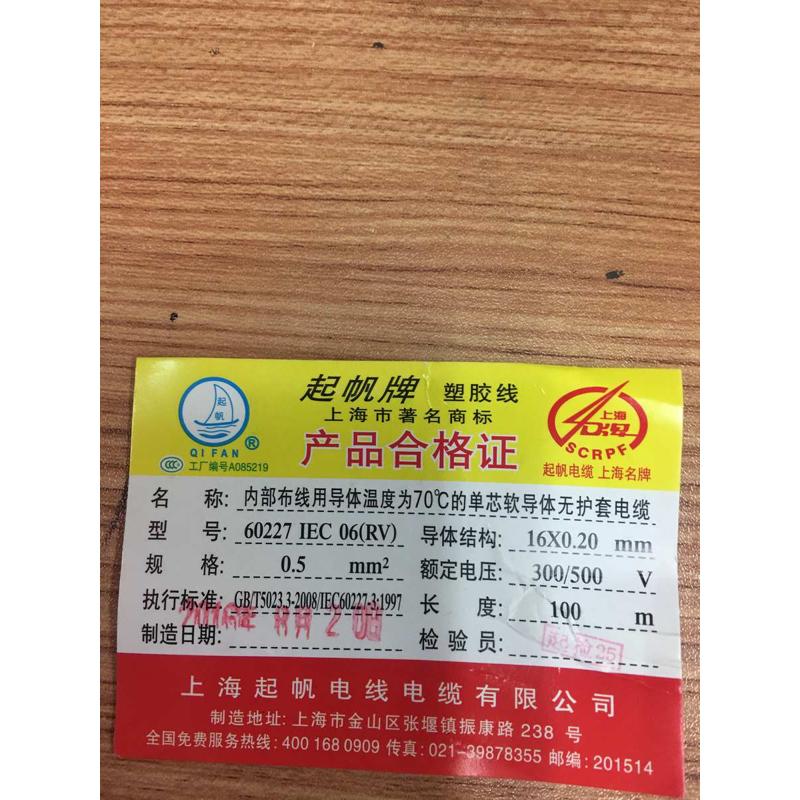 起帆
QIFAN
®
工厂编号A085219
起帆牌 塑胶线
上海市著名商标
产品合格证
上海
SCRPF
起帆电缆 上海名牌
名 称: 内部布线用导体温度为70℃的单芯软导体无护套电缆
型 号: 60227 IEC 06(RV) 导体结构: 16X0.20 mm
规 格: 0.5 mm² 额定电压: 300/500 V
执行标准: GB/T5023.3-2008/IEC60227-3:1997 长 度: 100 m
制造日期: 检验员: 起检25
上海起帆电线电缆有限公司
制造地址: 上海市金山区张堰镇振康路 238 号
全国免费服务热线: 400 168 0909 传真: 021-39878355 邮编: 201514